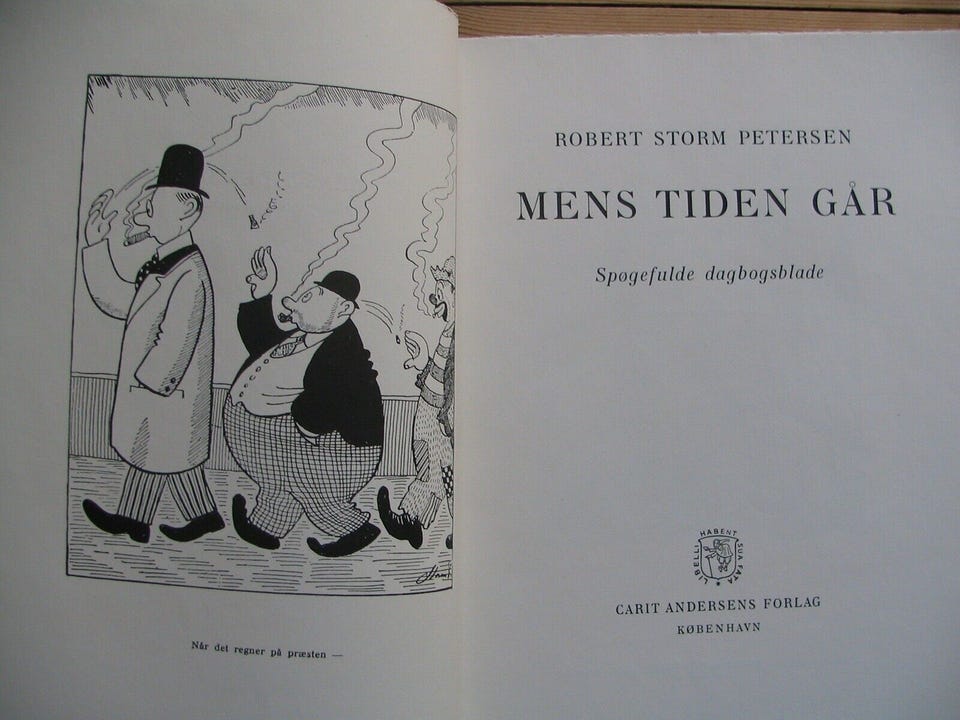 Når det regner på præsten —
ROBERT STORM PETERSEN
MENS TIDEN GÅR
Spøgefulde dagbogsblade
LIBELLI HABENT SUA FATA
CARIT ANDERSENS FORLAG
KØBENHAVN